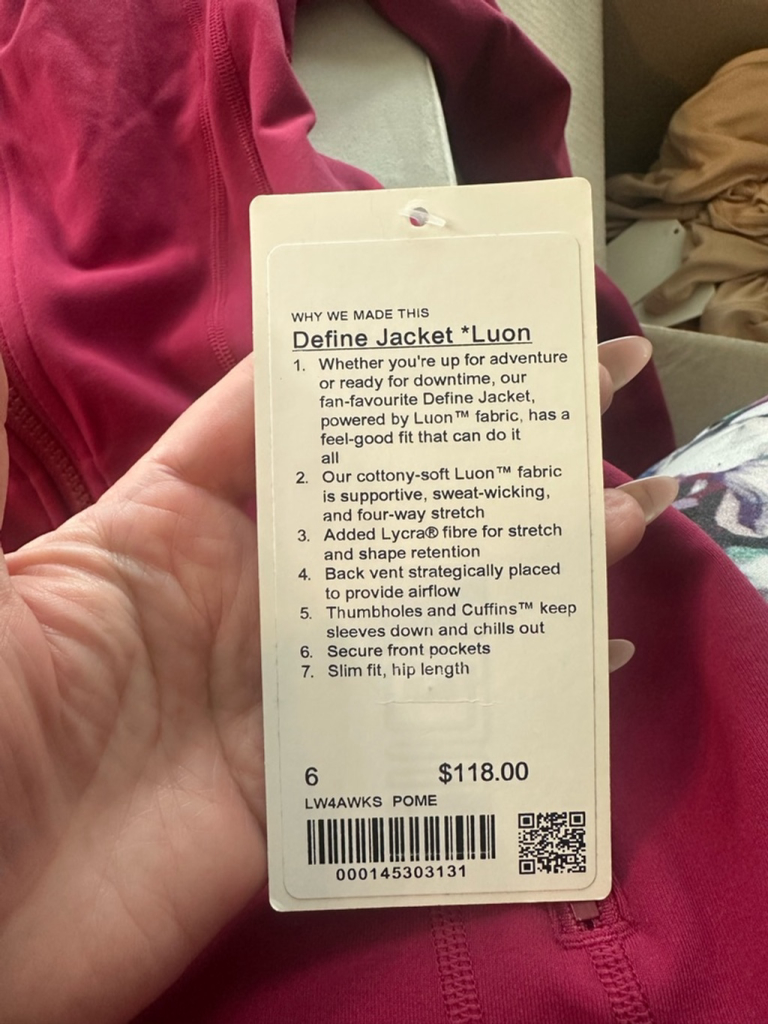 WHY WE MADE THIS
Define Jacket *Luon
1. Whether you're up for adventure
or ready for downtime, our
fan-favourite Define Jacket,
powered by Luon™ fabric, has a
feel-good fit that can do it
all
2. Our cottony-soft Luon™ fabric
is supportive, sweat-wicking,
and four-way stretch
3. Added Lycra® fibre for stretch
and shape retention
4. Back vent strategically placed
to provide airflow
5. Thumbholes and Cuffins™ keep
sleeves down and chills out
6. Secure front pockets
7. Slim fit, hip length
6 $118.00
LW4AWKS POME
000145303131